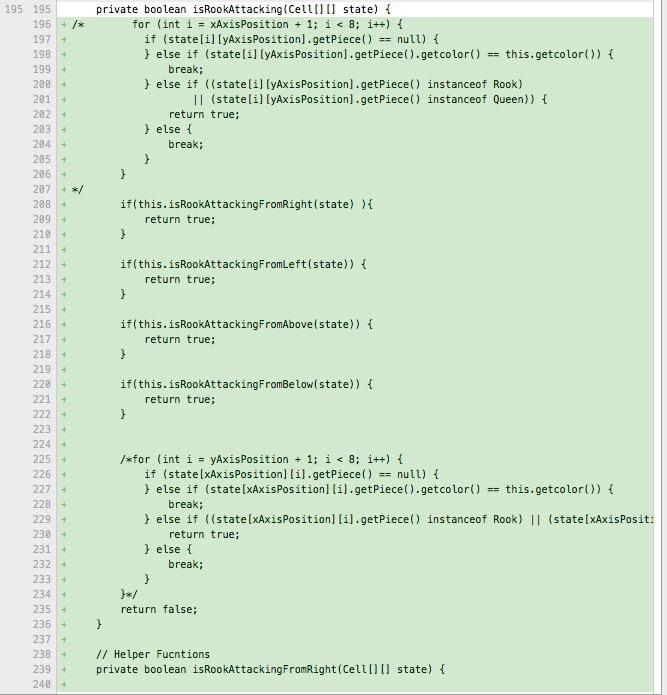 195 195 private boolean isRookAttacking(Cell[][] state) {
196 + /* for (int i = xAxisPosition + 1; i < 8; i++) {
197 + if (state[i][yAxisPosition].getPiece() == null) {
198 + } else if (state[i][yAxisPosition].getPiece().getcolor() == this.getcolor()) {
199 + break;
200 + } else if ((state[i][yAxisPosition].getPiece() instanceof Rook)
201 + || (state[i][yAxisPosition].getPiece() instanceof Queen)) {
202 + return true;
203 + } else {
204 + break;
205 + }
206 + }
207 + */
208 + if(this.isRookAttackingFromRight(state) ){
209 + return true;
210 + }
211 +
212 + if(this.isRookAttackingFromLeft(state)) {
213 + return true;
214 + }
215 +
216 + if(this.isRookAttackingFromAbove(state)) {
217 + return true;
218 + }
219 +
220 + if(this.isRookAttackingFromBelow(state)) {
221 + return true;
222 + }
223 +
224 +
225 + /*for (int i = yAxisPosition + 1; i < 8; i++) {
226 + if (state[xAxisPosition][i].getPiece() == null) {
227 + } else if (state[xAxisPosition][i].getPiece().getcolor() == this.getcolor()) {
228 + break;
229 + } else if ((state[xAxisPosition][i].getPiece() instanceof Rook) || (state[xAxisPositi
230 + return true;
231 + } else {
232 + break;
233 + }
234 + }*/
235 + return false;
236 + }
237 +
238 + // Helper Fucntions
239 + private boolean isRookAttackingFromRight(Cell[][] state) {
240 +